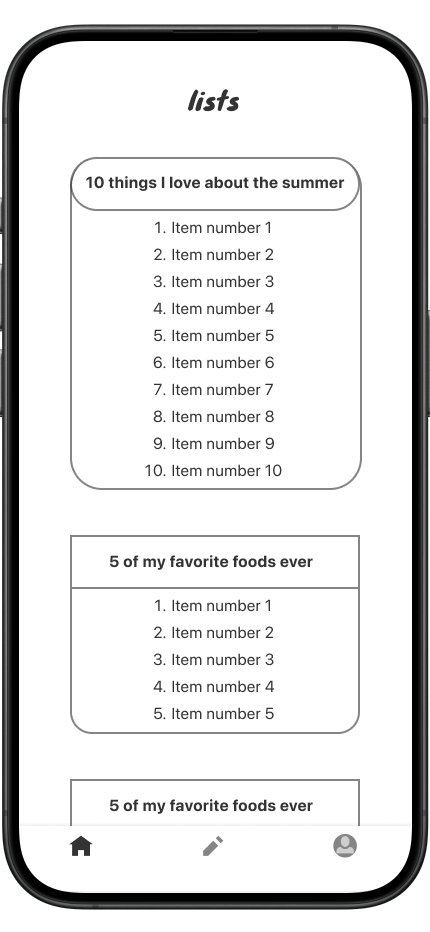 lists
10 things I love about the summer
1. Item number 1
2. Item number 2
3. Item number 3
4. Item number 4
5. Item number 5
6. Item number 6
7. Item number 7
8. Item number 8
9. Item number 9
10. Item number 10
5 of my favorite foods ever
1. Item number 1
2. Item number 2
3. Item number 3
4. Item number 4
5. Item number 5
5 of my favorite foods ever